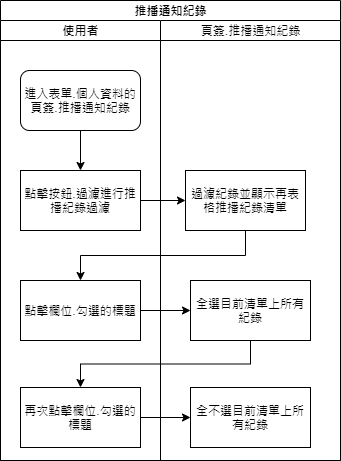 推播通知紀錄
使用者
頁簽.推播通知紀錄
進入表單.個人資料的
頁簽.推播通知紀錄
點擊按鈕.過濾進行推
播紀錄過濾
過濾紀錄並顯示再表
格推播紀錄清單
點擊欄位.勾選的標題
全選目前清單上所有
紀錄
再次點擊欄位.勾選的
標題
全不選目前清單上所
有紀錄